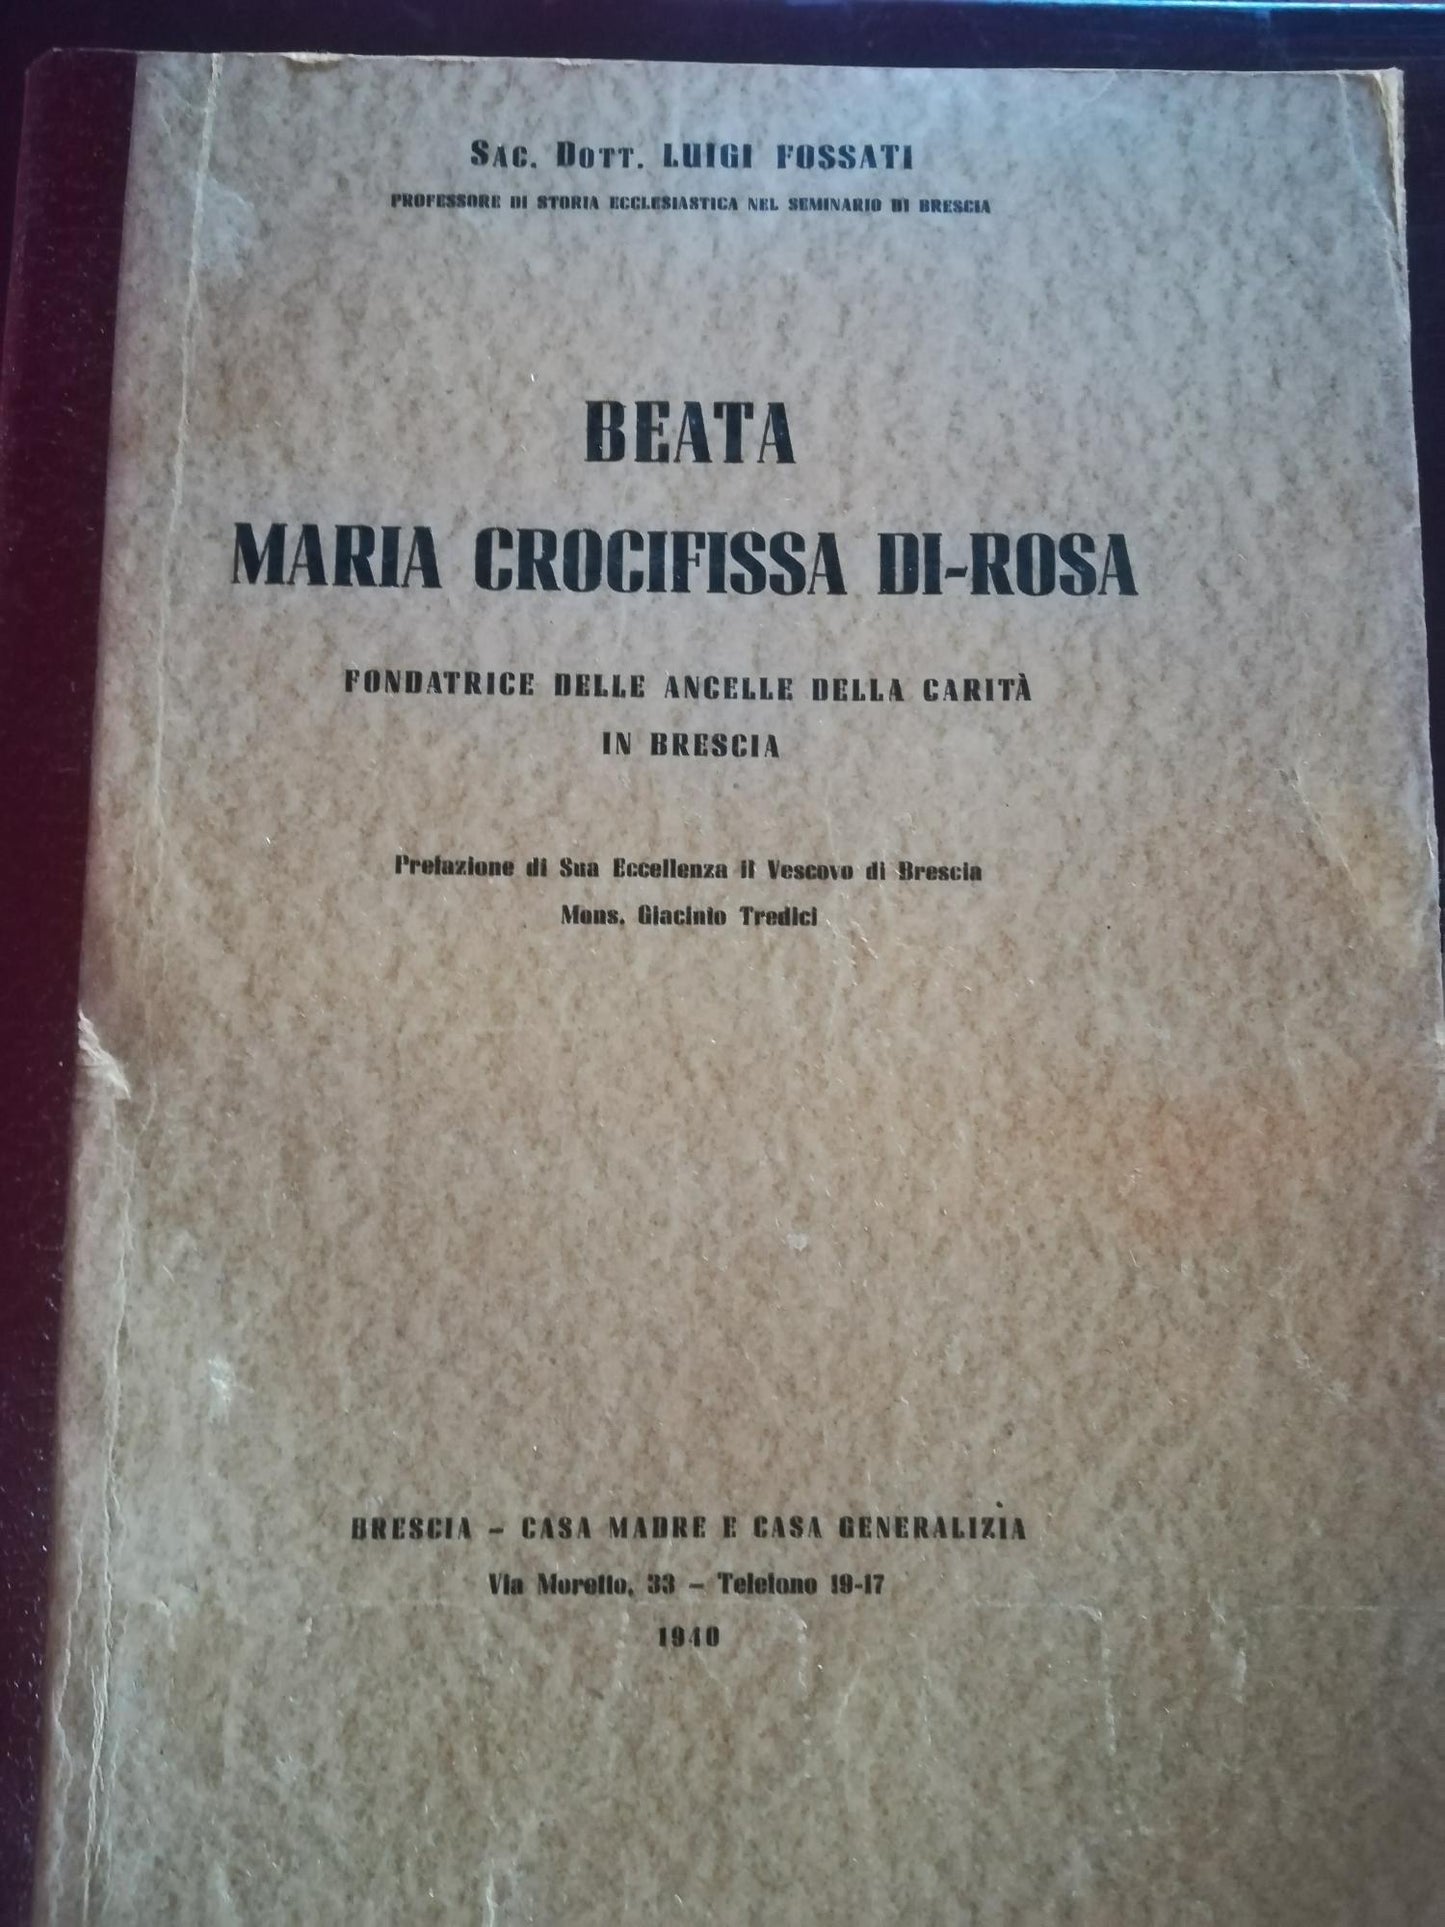 SAC. DOTT. LUIGI FOSSATI
PROFESSORE DI STORIA ECCLESIASTICA NEL SEMINARIO DI BRESCIA
BEATA
MARIA CROCIFISSA DI-ROSA
FONDATRICE DELLE ANCELLE DELLA CARITÀ
IN BRESCIA
Prefazione di Sua Eccellenza il Vescovo di Brescia
Mons. Giacinto Tredici
BRESCIA - CASA MADRE E CASA GENERALIZIA
Via Moretto, 33 - Telefono 19-17
1940